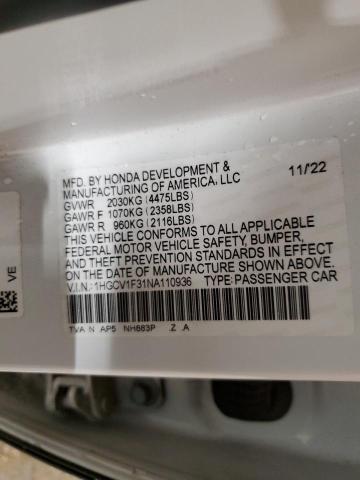 MFD. BY HONDA DEVELOPMENT &
MANUFACTURING OF AMERICA, LLC 11/'22
GVWR 2030KG (4475LBS)
GAWR F 1070KG (2358LBS)
GAWR R 960KG (2116LBS)
THIS VEHICLE CONFORMS TO ALL APPLICABLE
FEDERAL MOTOR VEHICLE SAFETY, BUMPER,
AND THEFT PREVENTION STANDARDS IN EFFECT
ON THE DATE OF MANUFACTURE SHOWN ABOVE.
V.I.N.: 1HGCV1F31NA110936 TYPE: PASSENGER CAR
TVA N AP5 NH883P Z A
VE